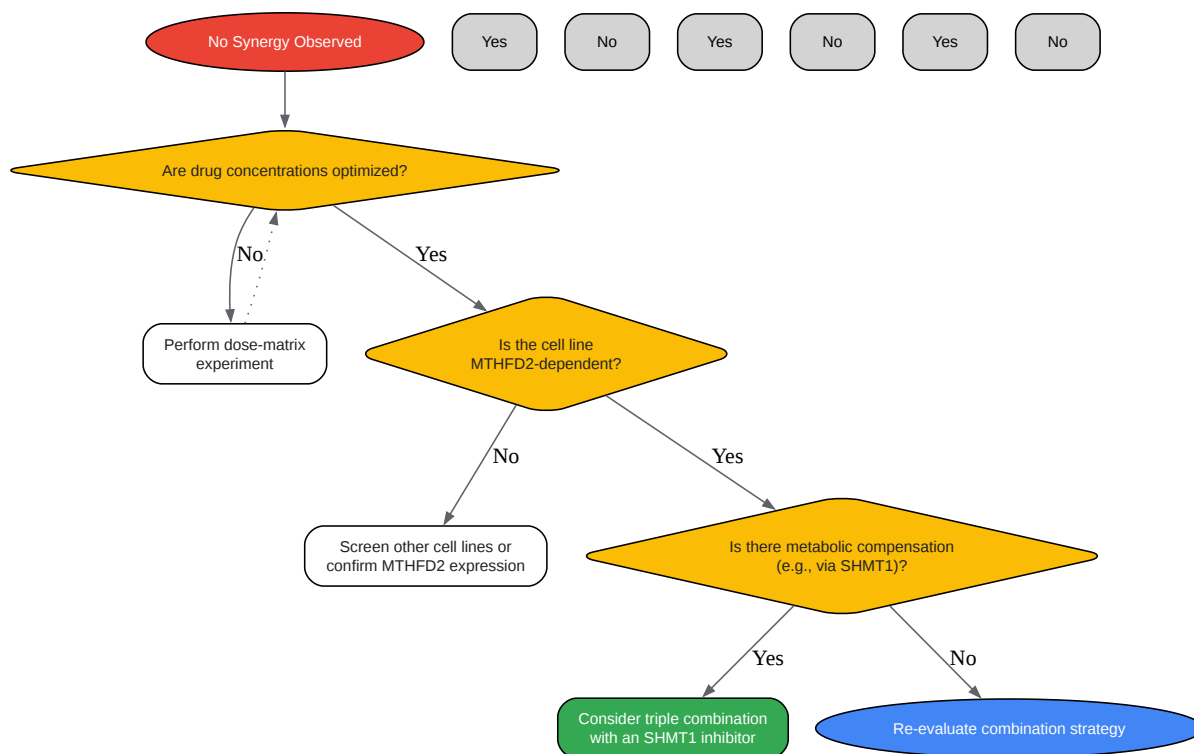 No Synergy Observed
Yes
No
Yes
No
Yes
No
Are drug concentrations optimized?
No
Yes
Perform dose-matrix
experiment
Is the cell line
MTHFD2-dependent?
No
Yes
Screen other cell lines or
confirm MTHFD2 expression
Is there metabolic compensation
(e.g., via SHMT1)?
Yes
No
Consider triple combination
with an SHMT1 inhibitor
Re-evaluate combination strategy